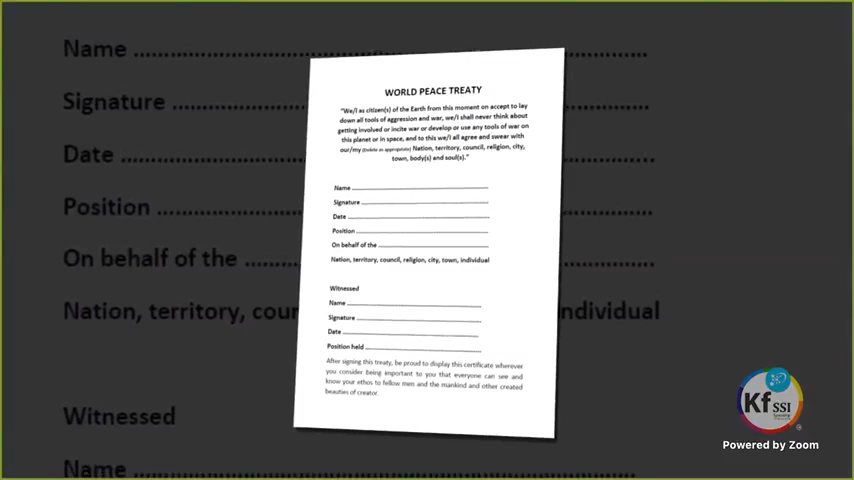 Name ....................
Signature ....................
Date ....................
Position ....................
On behalf of the ..........
Nation, territory, coun
individual
Witnessed
Name ....................
WORLD PEACE TREATY
"We/I as citizen(s) of the Earth from this moment on accept to lay
down all tools of aggression and war, we/I shall never think about
getting involved or incite war or develop or use any tools of war on
this planet or in space, and to this we/I all agree and swear with
our/my (Delete as appropriate) Nation, territory, council, religion, city,
town, body(s) and soul(s)."
Name ....................
Signature ....................
Date ....................
Position ....................
On behalf of the ....................
Nation, territory, council, religion, city, town, individual
Witnessed
Name ....................
Signature ....................
Date ....................
Position held ....................
After signing this treaty, be proud to display this certificate wherever
you consider being important to you that everyone can see and
know your ethos to fellow men and the mankind and other created
beauties of creator.
Kf SSI
Powered by Zoom